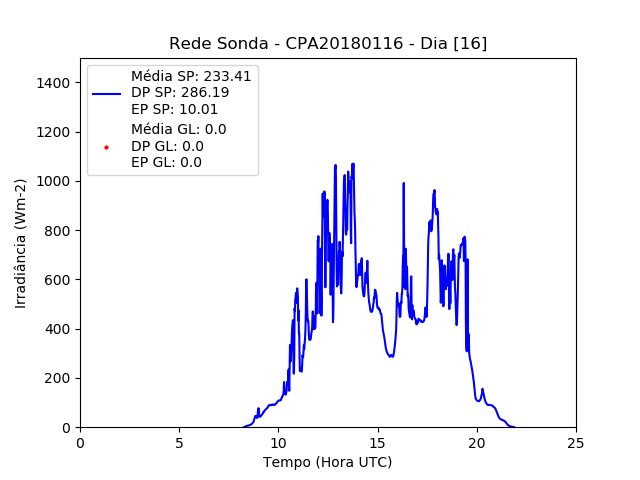 Rede Sonda - CPA20180116 - Dia [16]
Média SP: 233.41
DP SP: 286.19
EP SP: 10.01
Média GL: 0.0
DP GL: 0.0
EP GL: 0.0
1400
1200
1000
800
600
400
200
0
Irradiância (Wm-2)
0 5 10 15 20 25
Tempo (Hora UTC)